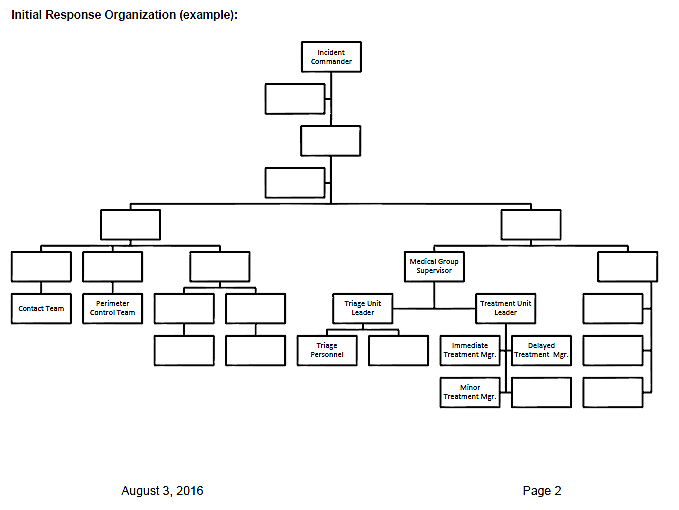 Initial Response Organization (example):
Incident
Commander
Medical Group
Supervisor
Contact Team
Perimeter
Control Team
Triage Unit
Leader
Treatment Unit
Leader
Triage
Personnel
Immediate
Treatment Mgr.
Delayed
Treatment Mgr.
Minor
Treatment Mgr.
August 3, 2016
Page 2